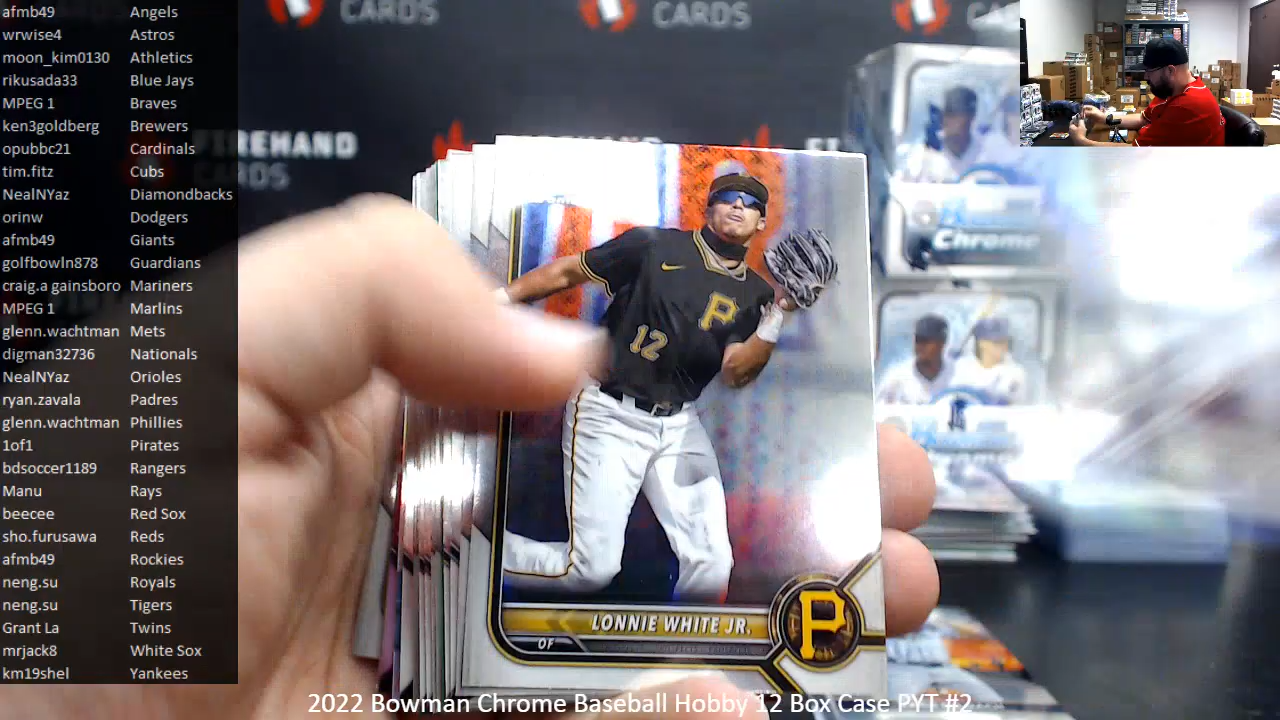 afmb49 Angels
wrwise4 Astros
moon_kim0130 Athletics
rikusada33 Blue Jays
MPEG 1 Braves
ken3goldberg Brewers
opubbc21 Cardinals
tim.fitz Cubs
NealNYaz Diamondbacks
orinw Dodgers
afmb49 Giants
golfbowln878 Guardians
craig.a gainsboro Mariners
MPEG 1 Marlins
glenn.wachtman Mets
digman32736 Nationals
NealNYaz Orioles
ryan.zavala Padres
glenn.wachtman Phillies
1of1 Pirates
bdsoccer1189 Rangers
Manu Rays
beecee Red Sox
sho.furusawa Reds
afmb49 Rockies
neng.su Royals
neng.su Tigers
Grant La Twins
mrjack8 White Sox
km19shel Yankees
CARDS
CARDS
FIREHAND
CARDS
Chrome
P
12
LONNIE WHITE JR.
OF
P
2022 Bowman Chrome Baseball Hobby 12 Box Case PYT #2